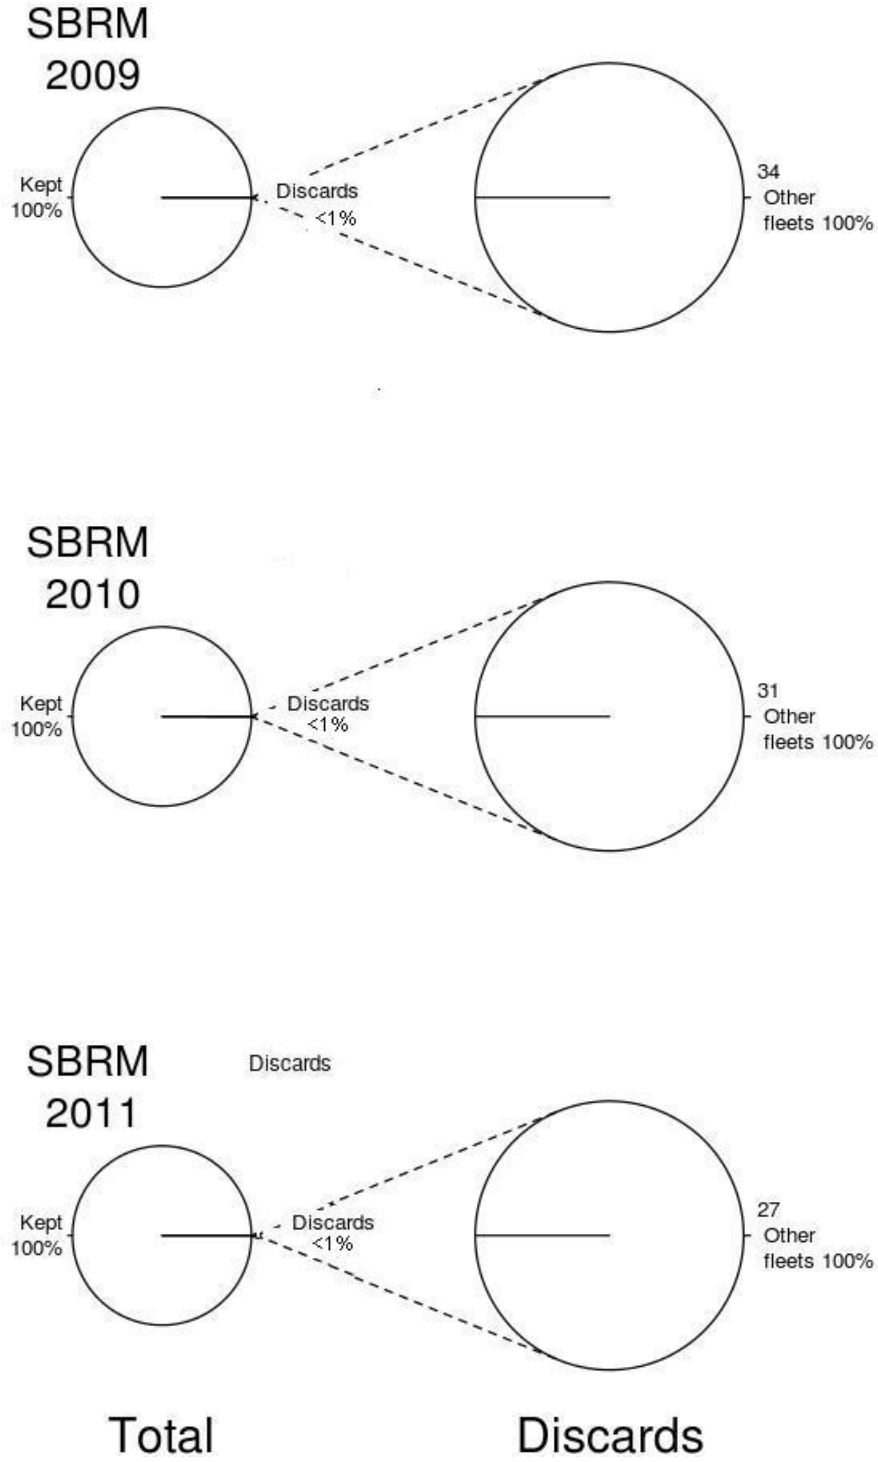 SBRM
2009
Kept
100%
Discards
<1%
34
Other
fleets 100%
SBRM
2010
Kept
100%
Discards
<1%
31
Other
fleets 100%
SBRM
2011
Discards
Kept
100%
Discards
<1%
27
Other
fleets 100%
Total
Discards